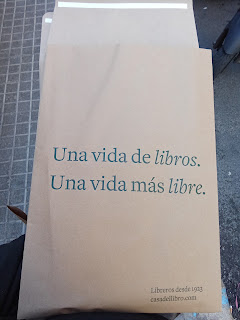 Una vida de libros.
Una vida más libre.
Libreros desde 1923
casadellibro.com